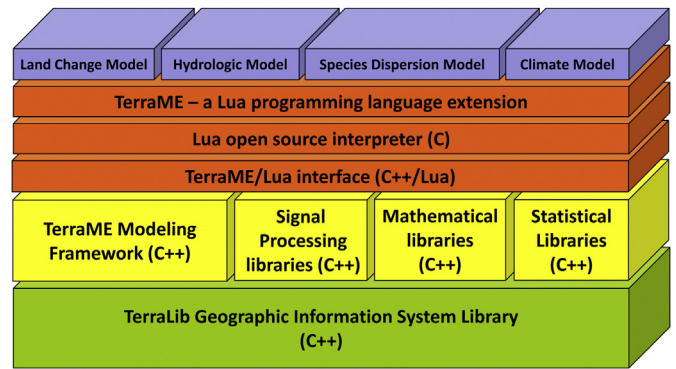 Land Change Model
Hydrologic Model
Species Dispersion Model
Climate Model
TerraME – a Lua programming language extension
Lua open source interpreter (C)
TerraME/Lua interface (C++/Lua)
TerraME Modeling
Framework (C++)
Signal
Processing
libraries (C++)
Mathematical
libraries
(C++)
Statistical
Libraries
(C++)
TerraLib Geographic Information System Library
(C++)